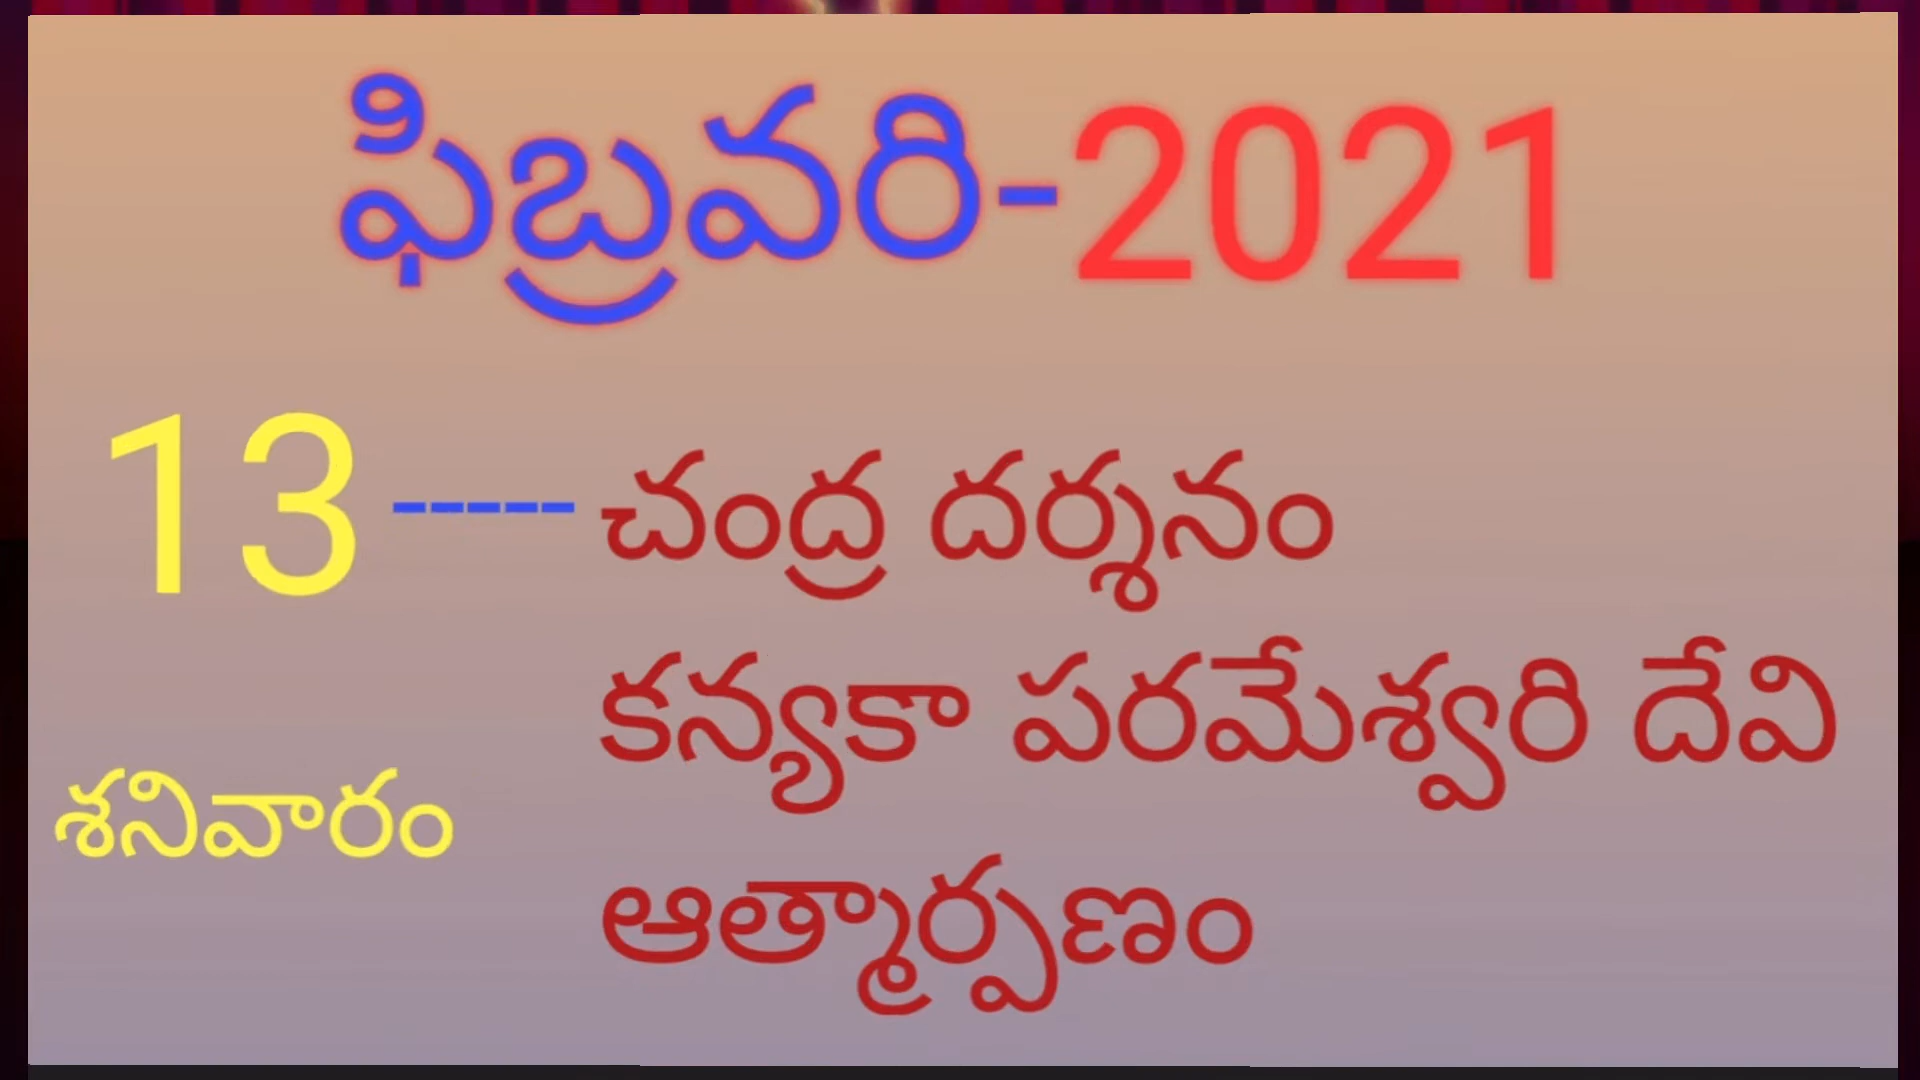 ఫిబ్రవరి-2021
13 ----- చంద్ర దర్శనం
కన్యకా పరమేశ్వరి దేవి
శనివారం
ఆత్మార్పణం